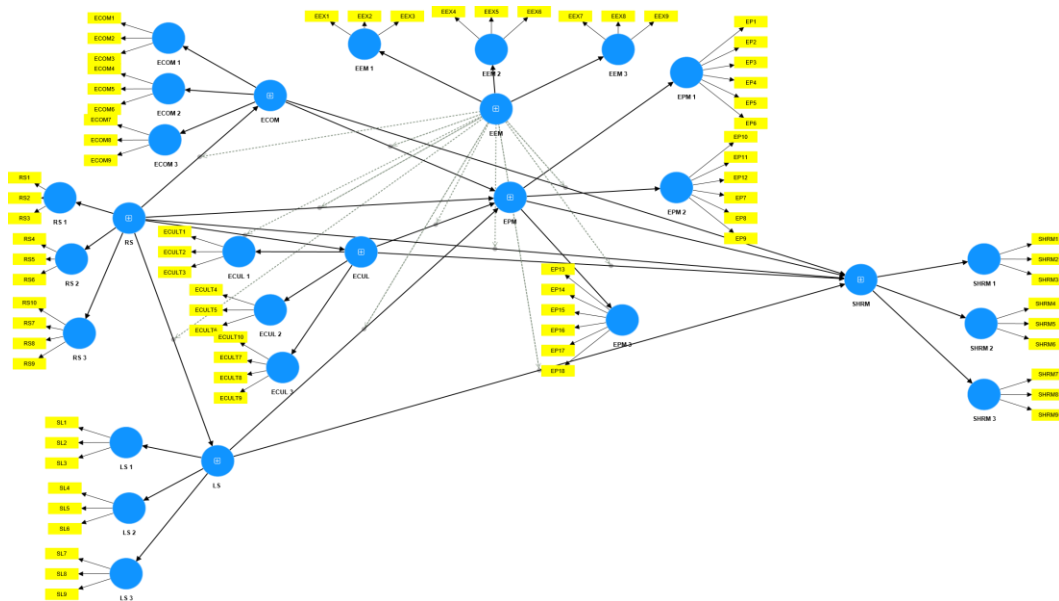 EEX1
EEX2
EEX3
EEX4
EEX5
EEX6
EEX7
EEX8
EEX9
ECOM1
ECOM2
ECOM3
ECOM4
ECOM5
ECOM6
ECOM7
ECOM8
ECOM9
ECOM 1
ECOM 2
ECOM 3
ECOM
EEM 1
EEM 2
EEM 3
EEM
EP1
EP2
EP3
EP4
EP5
EP6
EPM 1
EP10
EP11
EP12
EP7
EP8
EP9
EPM 2
EPM
RS1
RS2
RS3
RS 1
RS
RS4
RS5
RS6
RS 2
RS10
RS7
RS8
RS9
RS 3
ECULT1
ECULT2
ECULT3
ECUL 1
ECUL
ECULT4
ECULT5
ECUL 2
ECULT10
ECULT7
ECULT8
ECULT9
ECUL 3
EP13
EP14
EP15
EP16
EP17
EP18
EPM 3
SHRM
SHRM1
SHRM2
SHRM3
SHRM 1
SHRM4
SHRM5
SHRM6
SHRM 2
SHRM7
SHRM8
SHRM9
SHRM 3
SL1
SL2
SL3
LS 1
LS
SL4
SL5
SL6
LS 2
SL7
SL8
SL9
LS 3